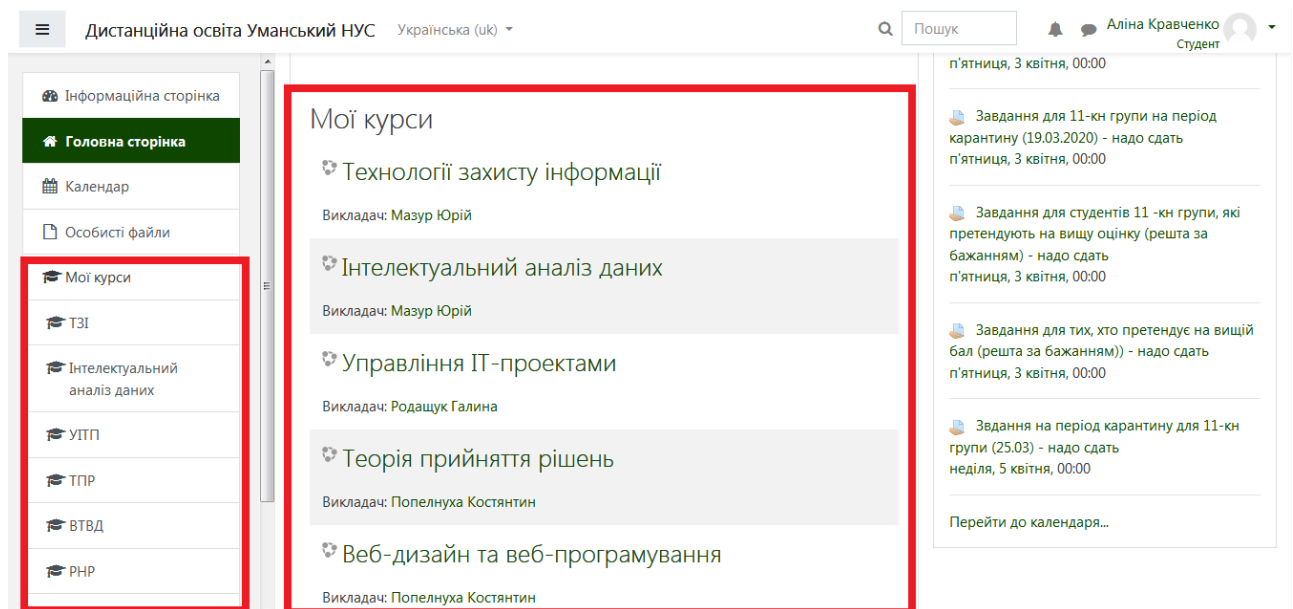 Дистанційна освіта Уманський НУС
Українська (uk)
Пошук
Аліна Кравченко
Студент
Інформаційна сторінка
Головна сторінка
Календар
Особисті файли
Мої курси
ТЗІ
Інтелектуальний
аналіз даних
УІТП
ТПР
ВТВД
РНР
Мої курси
Технології захисту інформації
Викладач: Мазур Юрій
Інтелектуальний аналіз даних
Викладач: Мазур Юрій
Управління ІТ-проектами
Викладач: Родащук Галина
Теорія прийняття рішень
Викладач: Попелнуха Костянтин
Веб-дизайн та веб-програмування
Викладач: Попелнуха Костянтин
п'ятниця, 3 квітня, 00:00
Завдання для 11-кн групи на період
карантину (19.03.2020) - надо сдать
п'ятниця, 3 квітня, 00:00
Завдання для студентів 11 -кн групи, які
претендують на вищу оцінку (решта за
бажанням) - надо сдать
п'ятниця, 3 квітня, 00:00
Завдання для тих, хто претендує на вищій
бал (решта за бажанням)) - надо сдать
п'ятниця, 3 квітня, 00:00
Звдання на період карантину для 11-кн
групи (25.03) - надо сдать
неділя, 5 квітня, 00:00
Перейти до календаря...